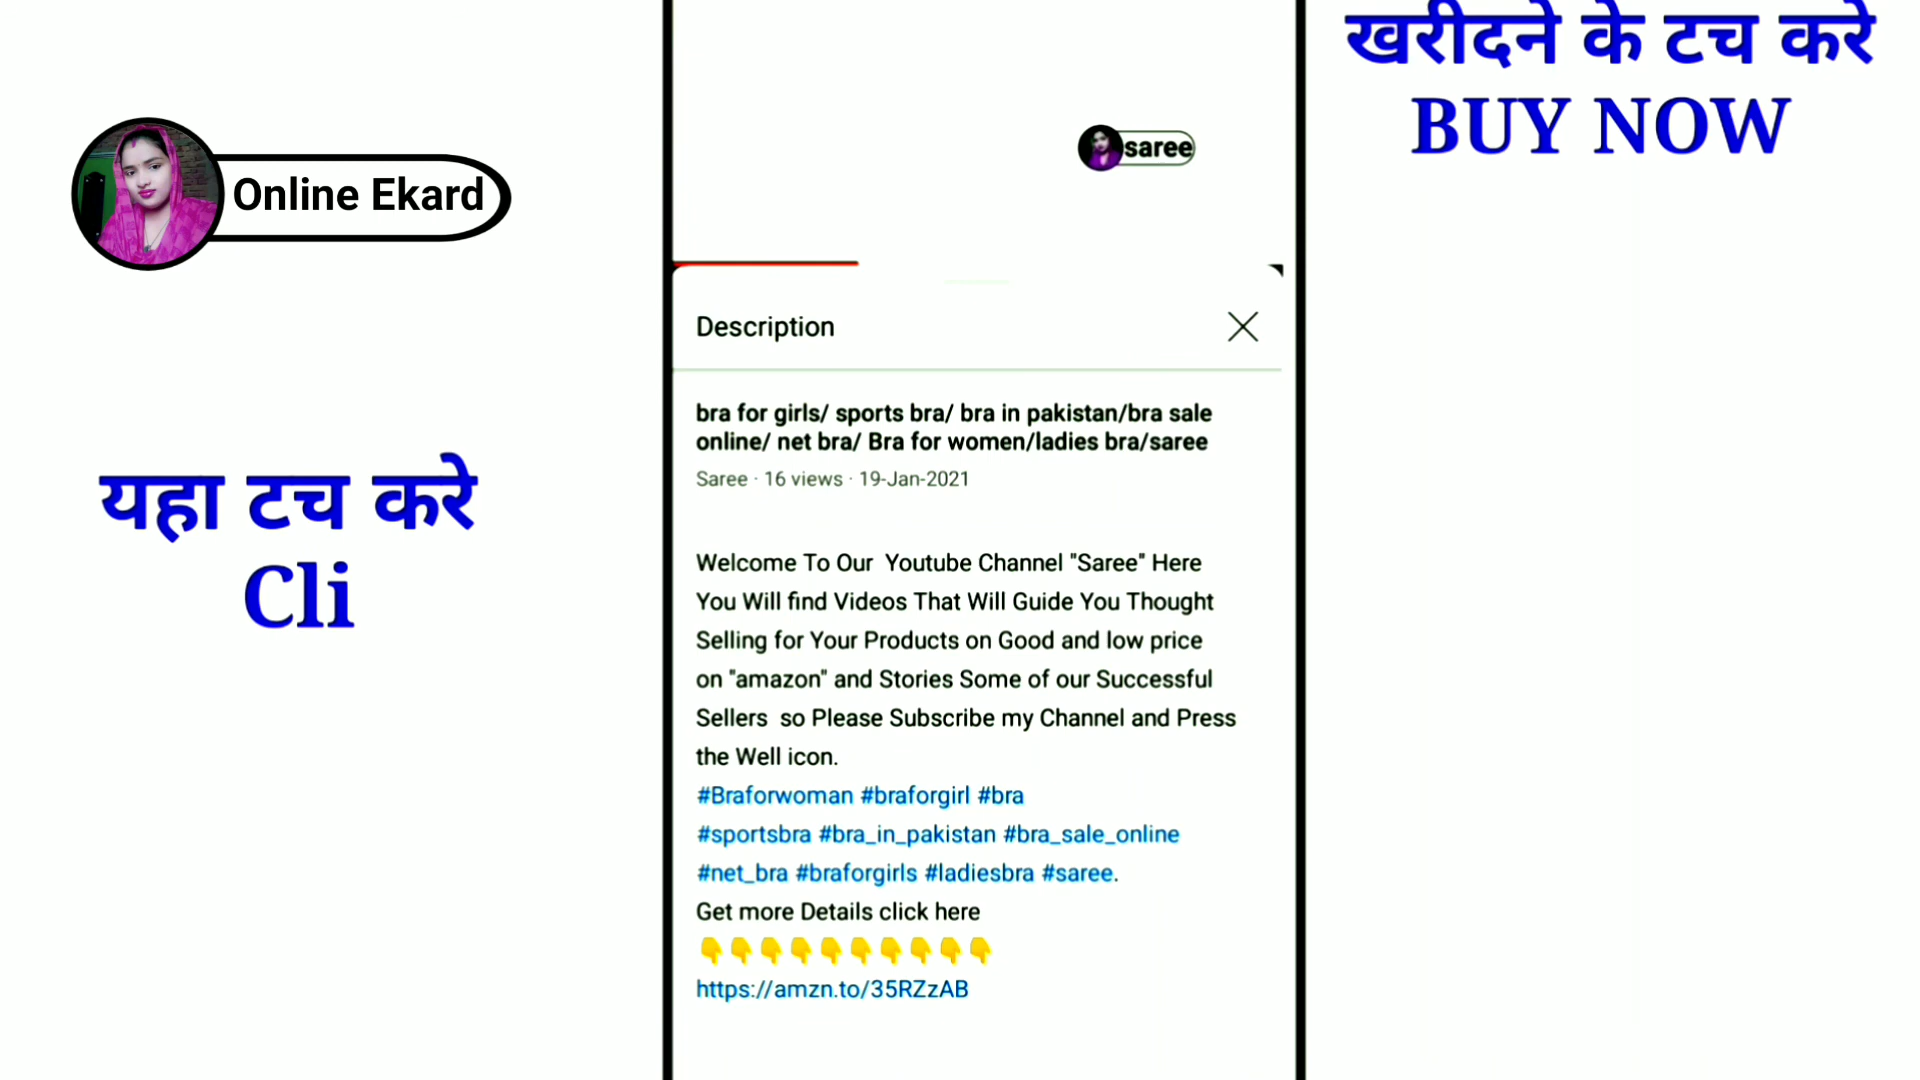 खरीदने के टच करे
BUY NOW
saree
Online Ekard
यहा टच करे
Cli
Description
bra for girls/ sports bra/ bra in pakistan/bra sale
online/ net bra/ Bra for women/ladies bra/saree
Saree · 16 views · 19-Jan-2021
Welcome To Our  Youtube Channel "Saree" Here
You Will find Videos That Will Guide You Thought
Selling for Your Products on Good and low price
on "amazon" and Stories Some of our Successful
Sellers  so Please Subscribe my Channel and Press
the Well icon.
#Braforwoman #braforgirl #bra
#sportsbra #bra_in_pakistan #bra_sale_online
#net_bra #braforgirls #ladiesbra #saree.
Get more Details click here
👇👇👇👇👇👇👇👇👇👇
https://amzn.to/35RZzAB